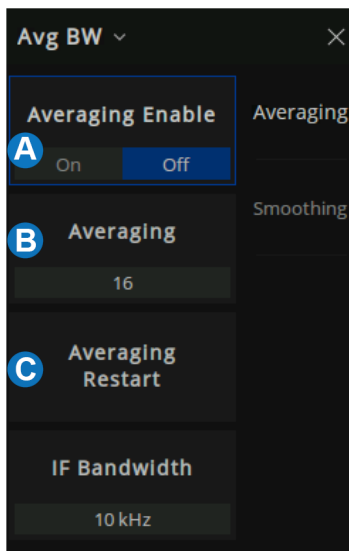 Avg BW
Averaging Enable
A
On Off
B
Averaging
16
C
Averaging
Restart
IF Bandwidth
10 kHz
Averaging
Smoothing